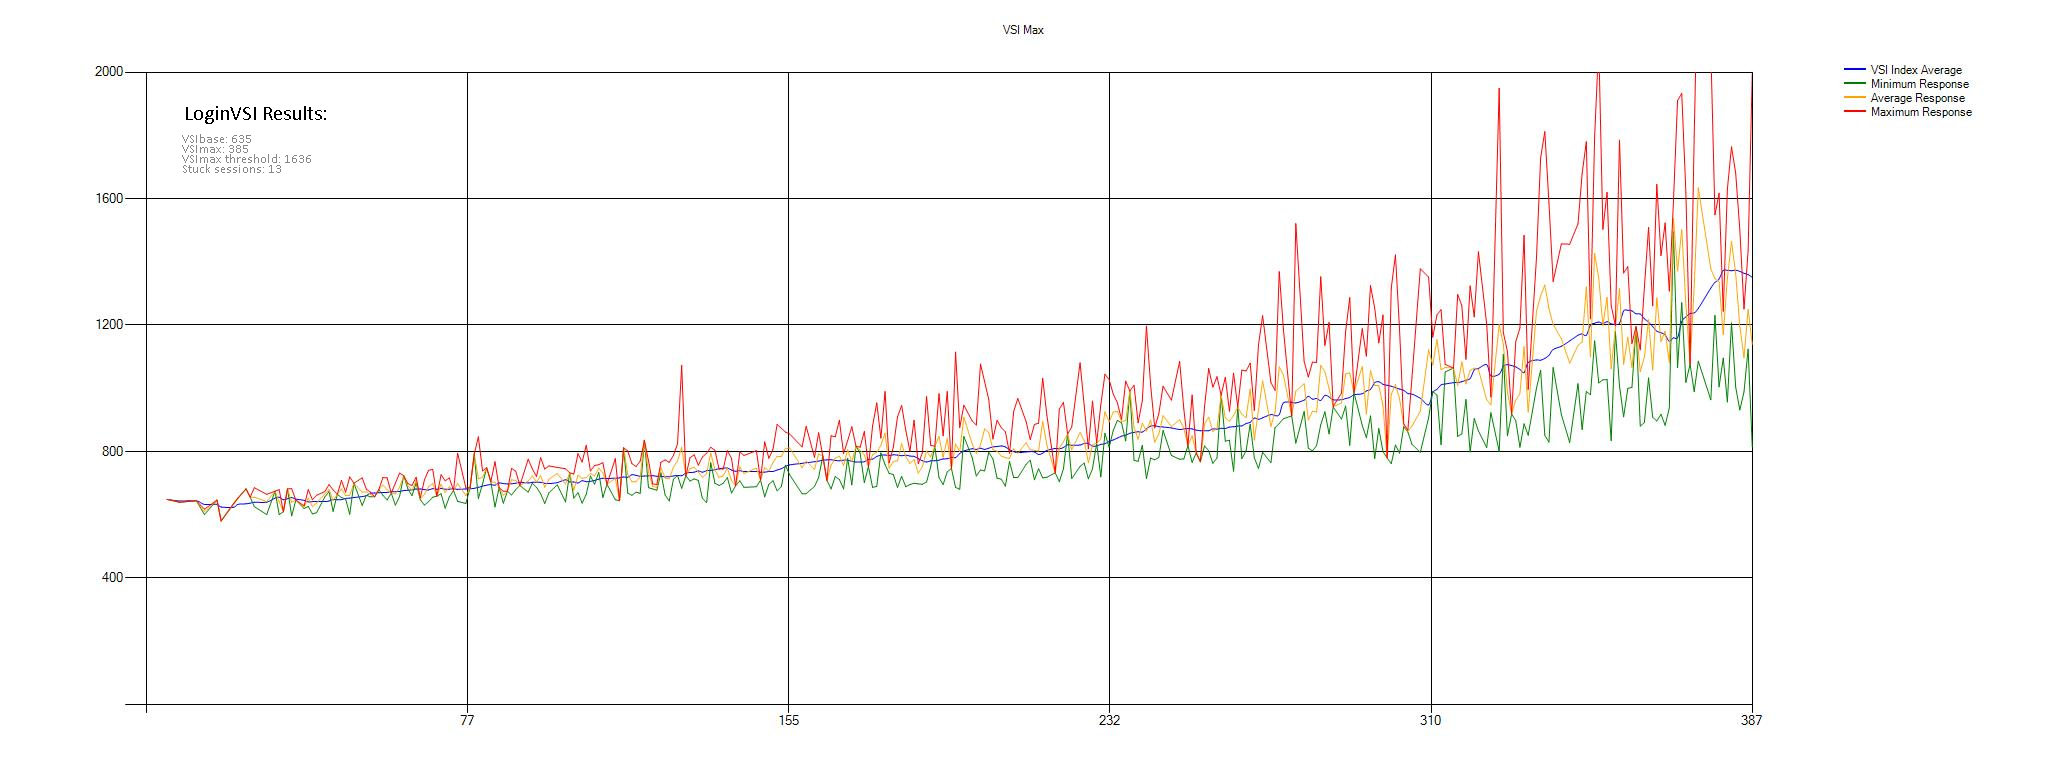 VSI Max
2000
1600
1200
800
400
LoginVSI Results:
VSIbase: 635
VSImax: 385
VSImax threshold: 1636
Stuck sessions: 13
VSI Index Average
Minimum Response
Average Response
Maximum Response
77
155
232
310
387